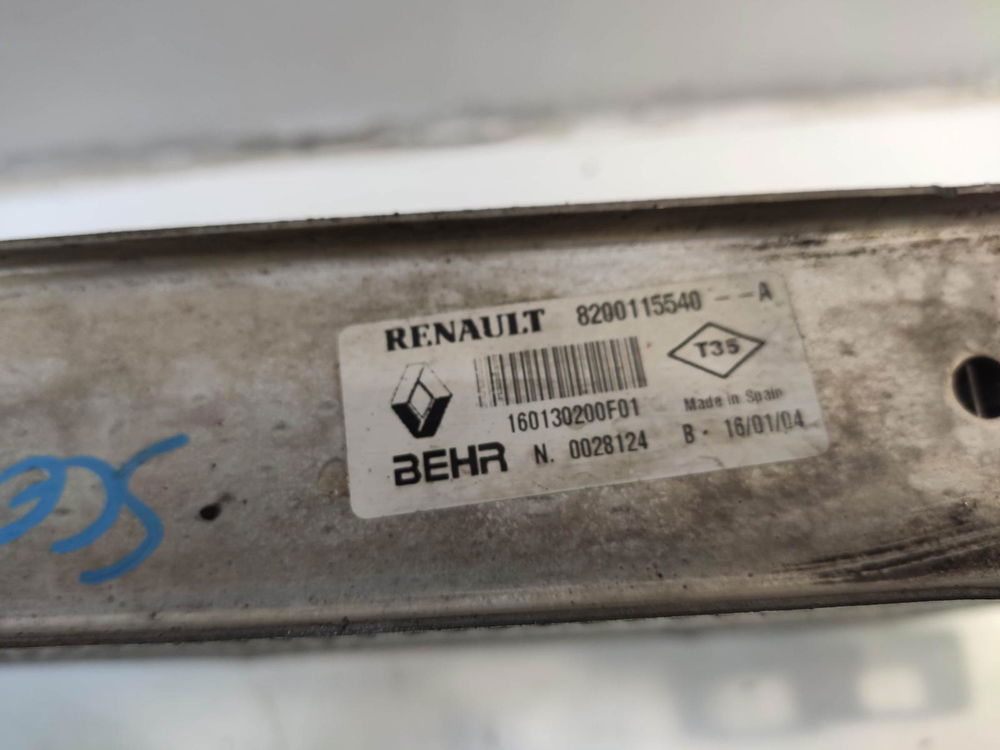 RENAULT 8200115540 --A
T35
160130200F01
Made in Spain
BEHR N. 0028124 B - 16/01/04